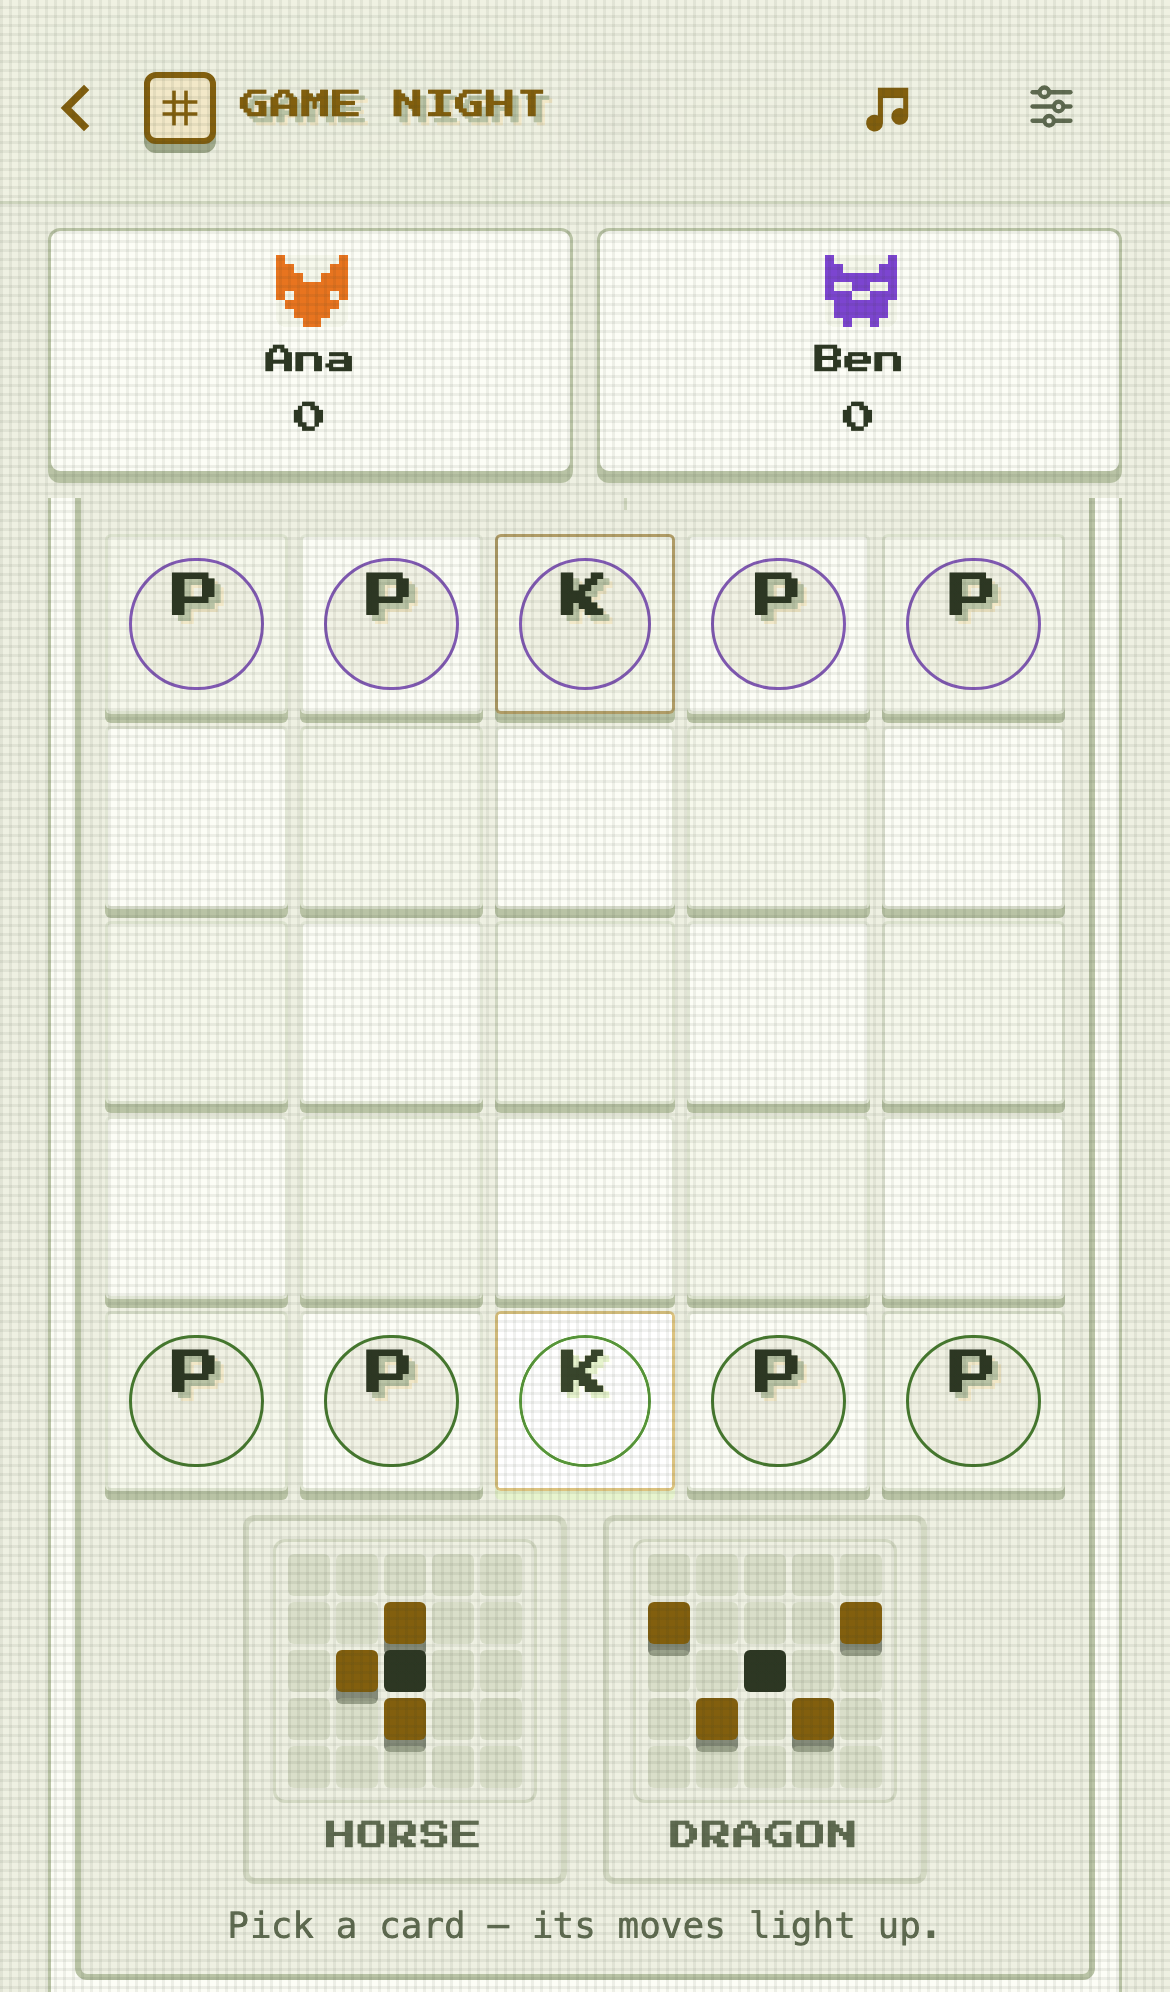 GAME NIGHT
Ana
0
Ben
0
P P K P P
P P K P P
HORSE
DRAGON
Pick a card — its moves light up.